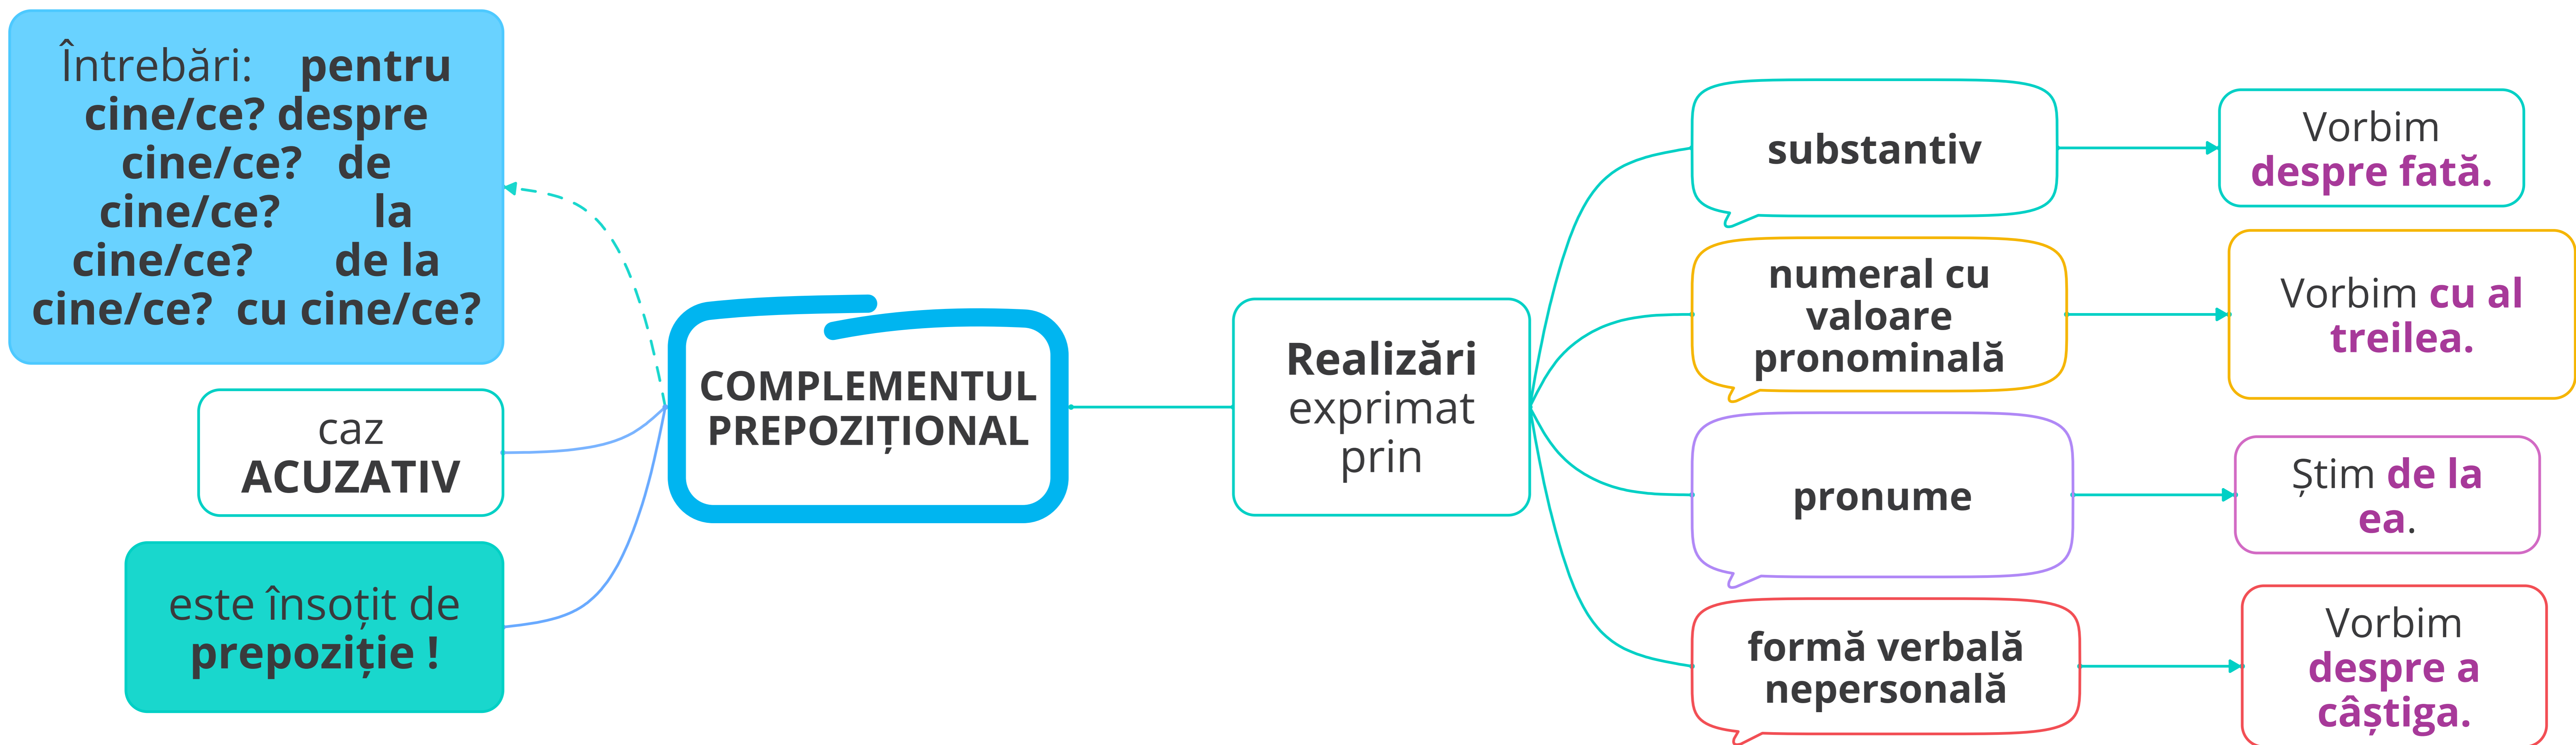 Întrebări: pentru
cine/ce? despre
cine/ce? de
cine/ce? la
cine/ce? de la
cine/ce? cu cine/ce?
caz
ACUZATIV
este însoțit de
prepoziție !
COMPLEMENTUL
PREPOZIȚIONAL
Realizări
exprimat
prin
substantiv
Vorbim
despre fată.
numeral cu
valoare
pronominală
Vorbim cu al
treilea.
pronume
Știm de la
ea.
formă verbală
nepersonală
Vorbim
despre a
câștiga.